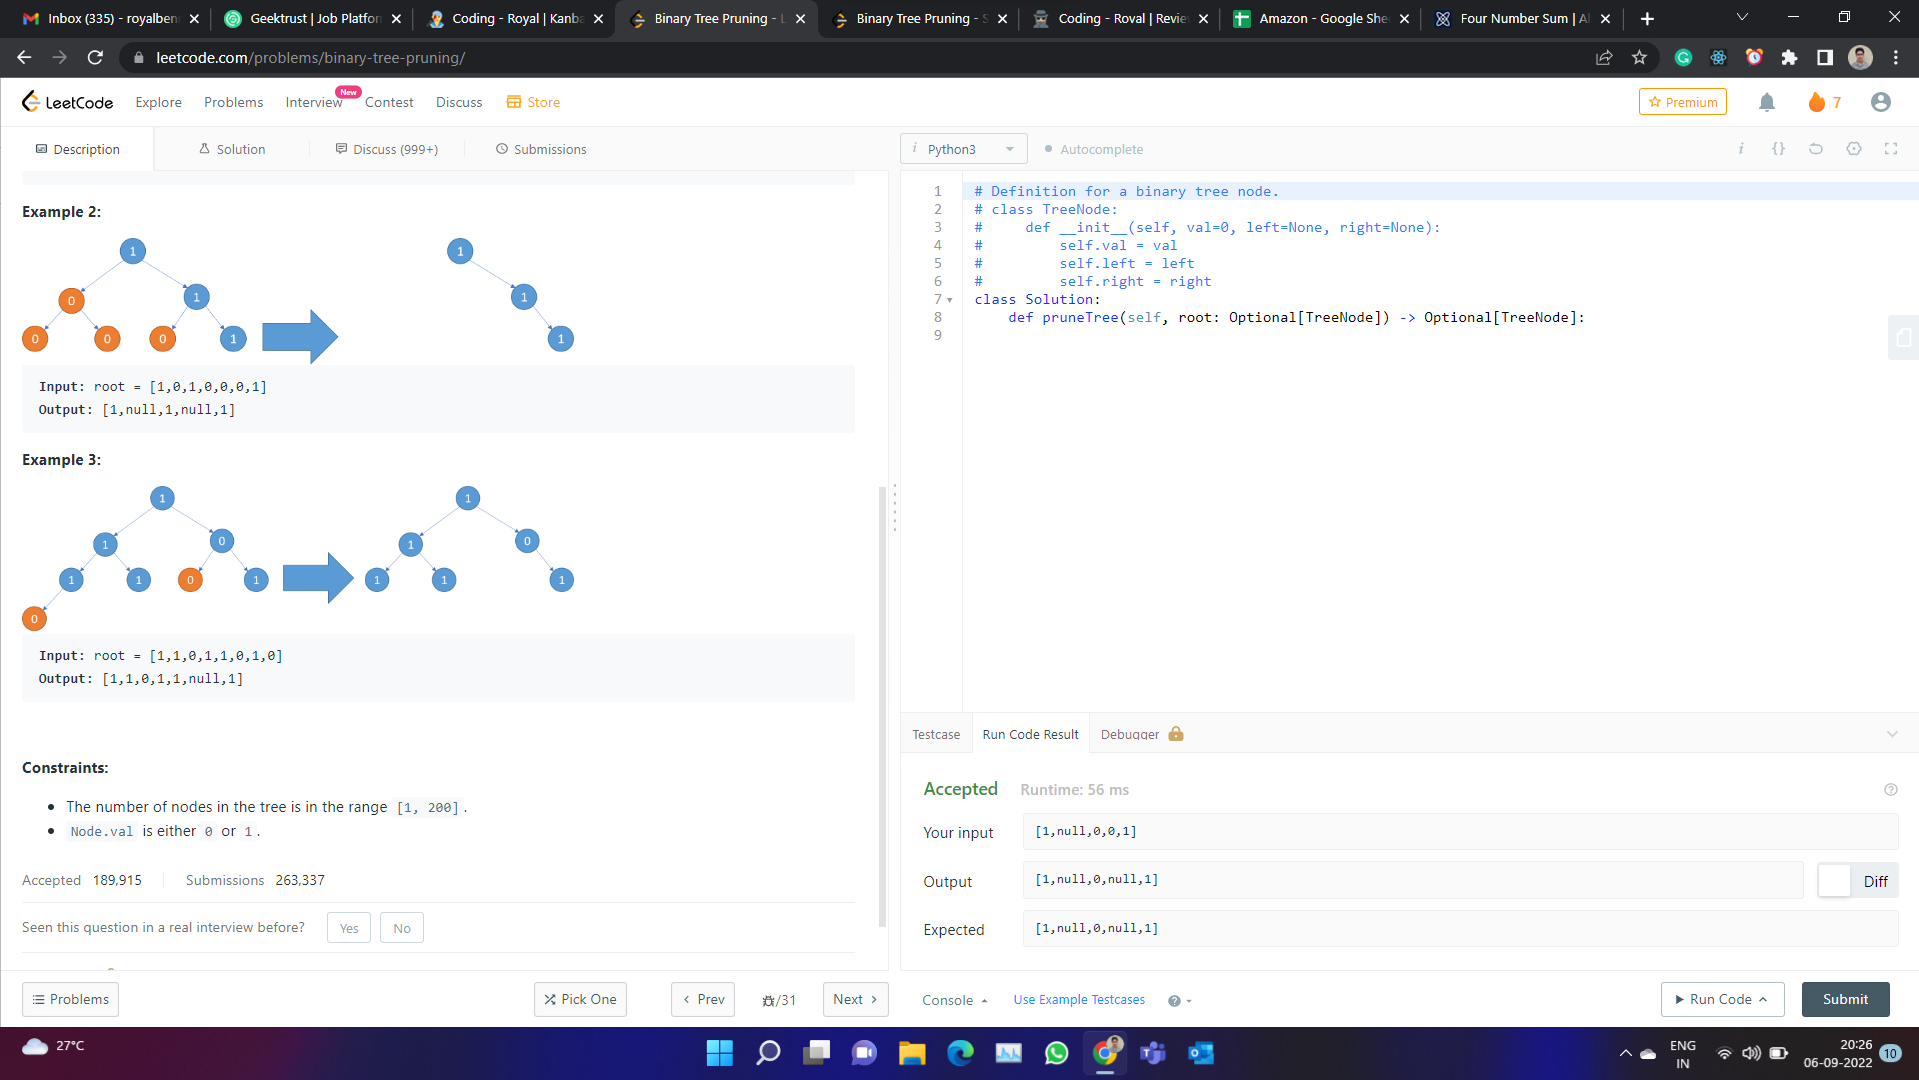 Inbox (335) - royalben
Geektrust | Job Platfor
Coding - Royal | Kanba
Binary Tree Pruning - L
Binary Tree Pruning - S
Coding - Royal | Revie
Amazon - Google She
Four Number Sum | Al
leetcode.com/problems/binary-tree-pruning/
LeetCode
Explore
Problems
Interview
New
Contest
Discuss
Store
Premium
7
Description
Solution
Discuss (999+)
Submissions
i Python3
Autocomplete
i {}
Example 2:
1
0 1
0 0 0 1
1
1
1
Input: root = [1,0,1,0,0,0,1]
Output: [1,null,1,null,1]
Example 3:
1
1 0
1 1 0 1
0
1
1 0
1 1 1
Input: root = [1,1,0,1,1,0,1,0]
Output: [1,1,0,1,1,null,1]
Constraints:
The number of nodes in the tree is in the range [1, 200].
Node.val is either 0 or 1.
Accepted 189,915 Submissions 263,337
Seen this question in a real interview before? Yes No
Problems
Pick One
Prev
/31
Next
1 # Definition for a binary tree node.
2 # class TreeNode:
3 #     def __init__(self, val=0, left=None, right=None):
4 #         self.val = val
5 #         self.left = left
6 #         self.right = right
7 class Solution:
8     def pruneTree(self, root: Optional[TreeNode]) -> Optional[TreeNode]:
9
Testcase
Run Code Result
Debugger
Accepted Runtime: 56 ms
Your input [1,null,0,0,1]
Output [1,null,0,null,1]
Diff
Expected [1,null,0,null,1]
Console
Use Example Testcases
Run Code
Submit
27°C
ENG
IN
20:26
06-09-2022
10